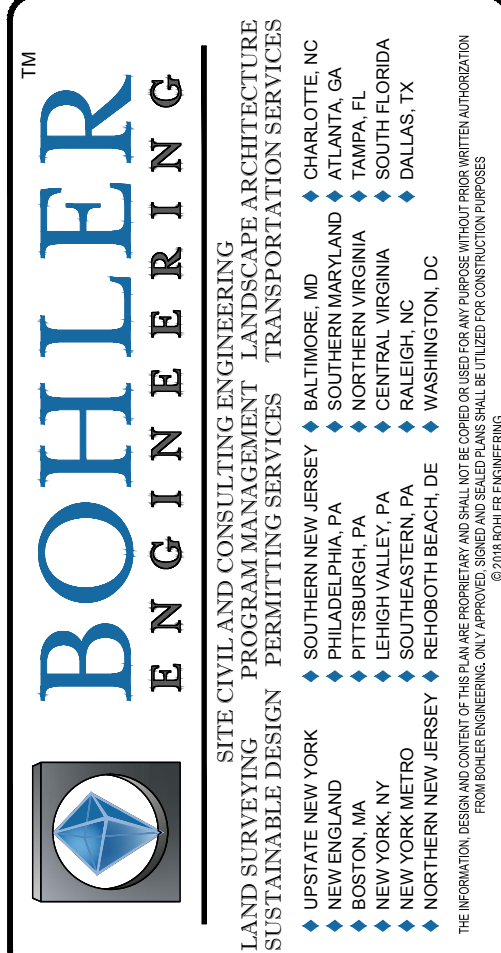 BOHLER™
ENGINEERING
SITE CIVIL AND CONSULTING ENGINEERING
LAND SURVEYING PROGRAM MANAGEMENT LANDSCAPE ARCHITECTURE
SUSTAINABLE DESIGN PERMITTING SERVICES TRANSPORTATION SERVICES
♦ UPSTATE NEW YORK ♦ SOUTHERN NEW JERSEY ♦ BALTIMORE, MD ♦ CHARLOTTE, NC
♦ NEW ENGLAND ♦ PHILADELPHIA, PA ♦ SOUTHERN MARYLAND ♦ ATLANTA, GA
♦ BOSTON, MA ♦ PITTSBURGH, PA ♦ NORTHERN VIRGINIA ♦ TAMPA, FL
♦ NEW YORK, NY ♦ LEHIGH VALLEY, PA ♦ CENTRAL VIRGINIA ♦ SOUTH FLORIDA
♦ NEW YORK METRO ♦ SOUTHEASTERN, PA ♦ RALEIGH, NC ♦ DALLAS, TX
♦ NORTHERN NEW JERSEY ♦ REHOBOTH BEACH, DE ♦ WASHINGTON, DC
THE INFORMATION, DESIGN AND CONTENT OF THIS PLAN ARE PROPRIETARY AND SHALL NOT BE COPIED OR USED FOR ANY PURPOSE WITHOUT PRIOR WRITTEN AUTHORIZATION
FROM BOHLER ENGINEERING. ONLY APPROVED, SIGNED AND SEALED PLANS SHALL BE UTILIZED FOR CONSTRUCTION PURPOSES
© 2018 BOHLER ENGINEERING